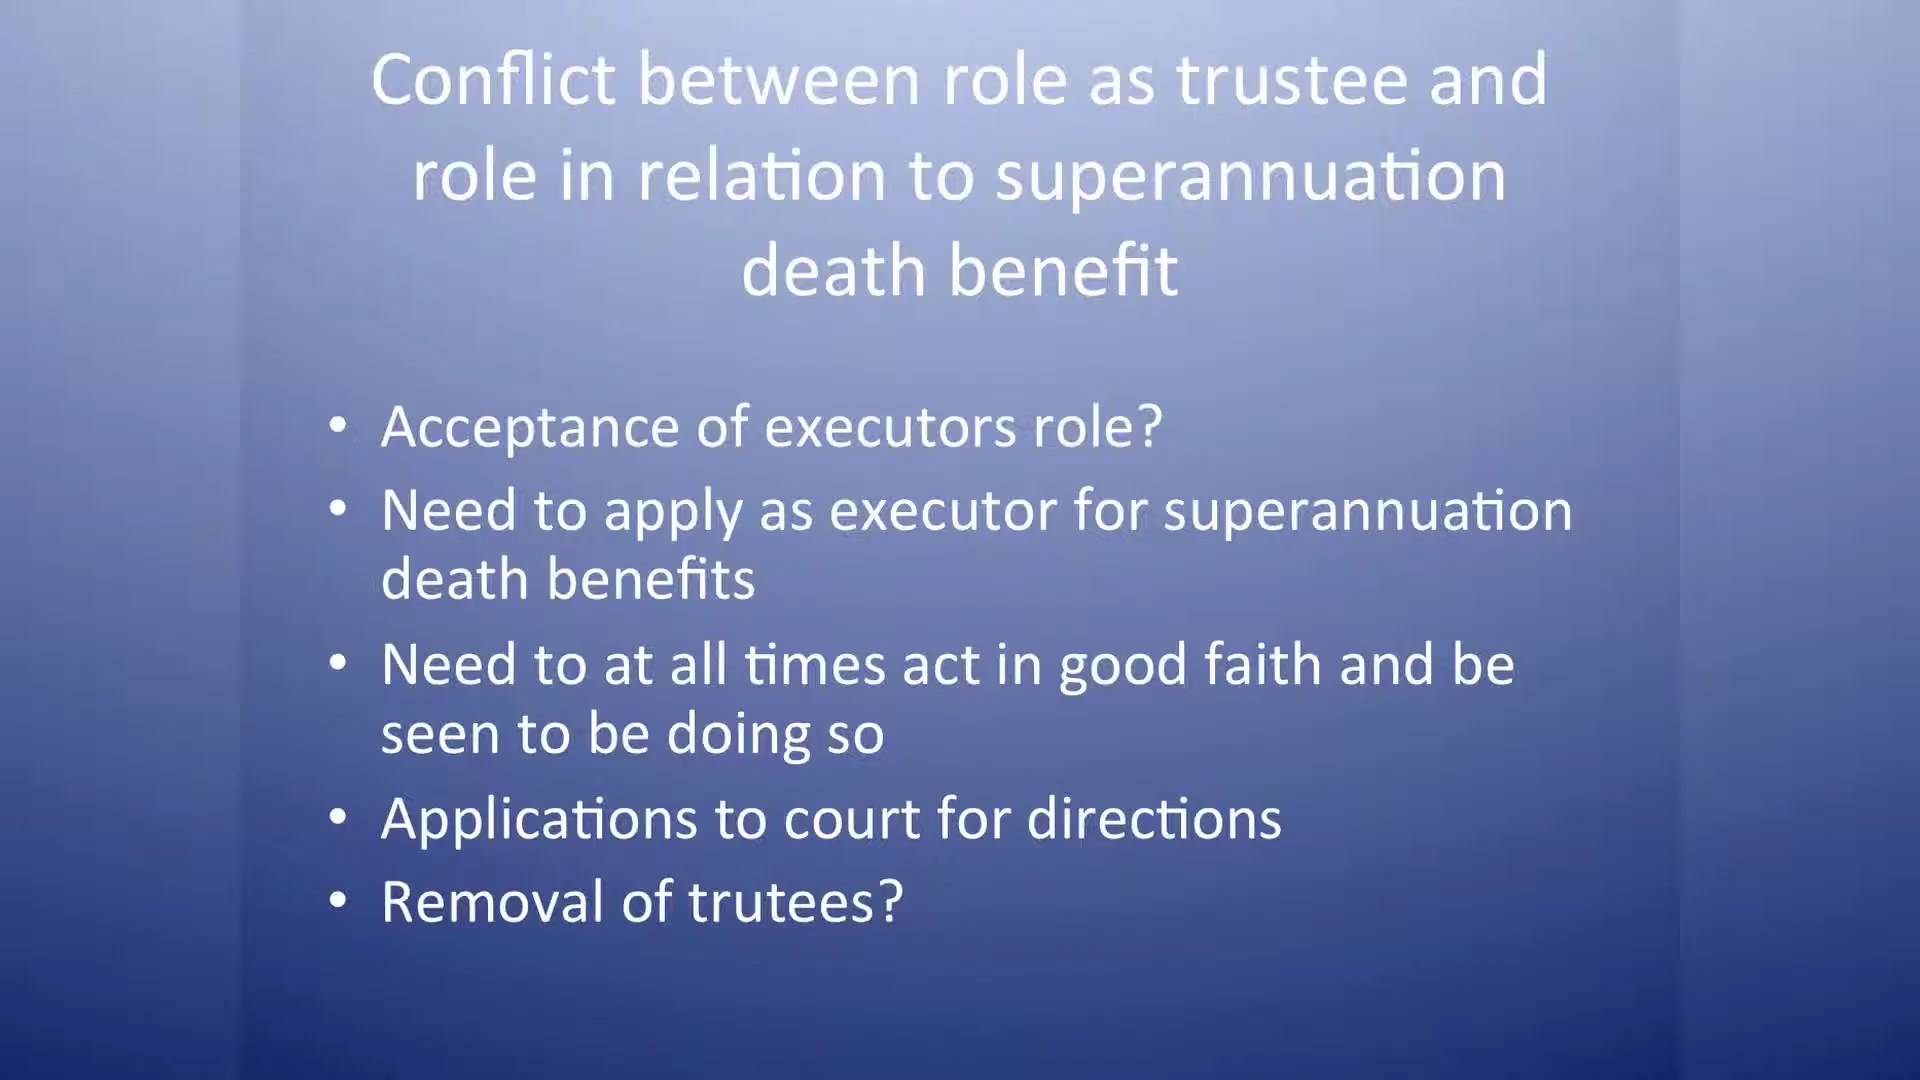 Conflict between role as trustee and
role in relation to superannuation
death benefit
• Acceptance of executors role?
• Need to apply as executor for superannuation
death benefits
• Need to at all times act in good faith and be
seen to be doing so
• Applications to court for directions
• Removal of trutees?